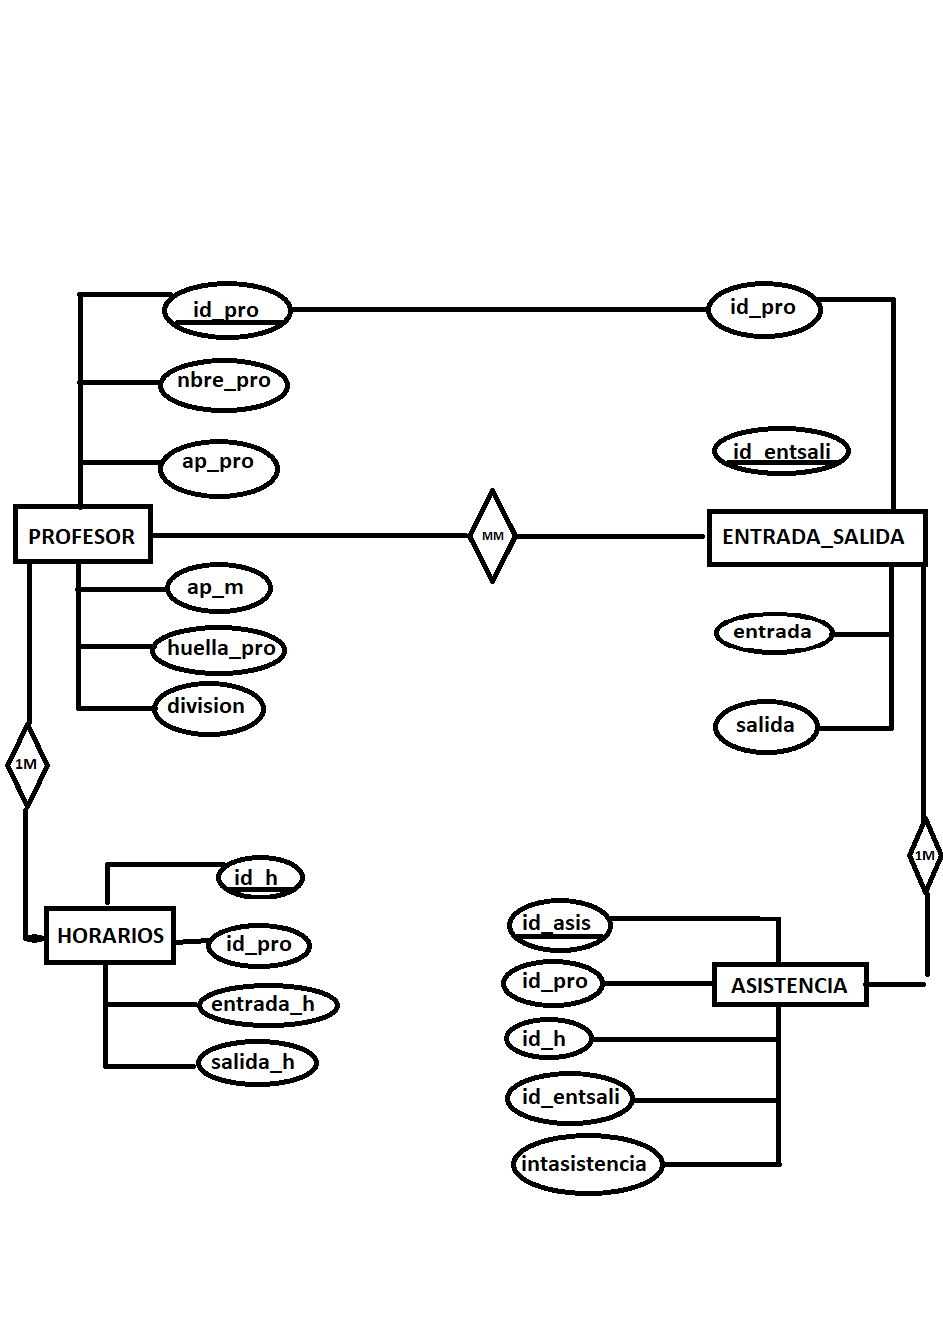 id_pro
id_pro
nbre_pro
ap_pro
id_entsali
PROFESOR
MM
ENTRADA_SALIDA
ap_m
huella_pro
division
entrada
salida
1M
1M
id_h
HORARIOS
id_pro
entrada_h
salida_h
id_asis
id_pro
ASISTENCIA
id_h
id_entsali
intasistencia